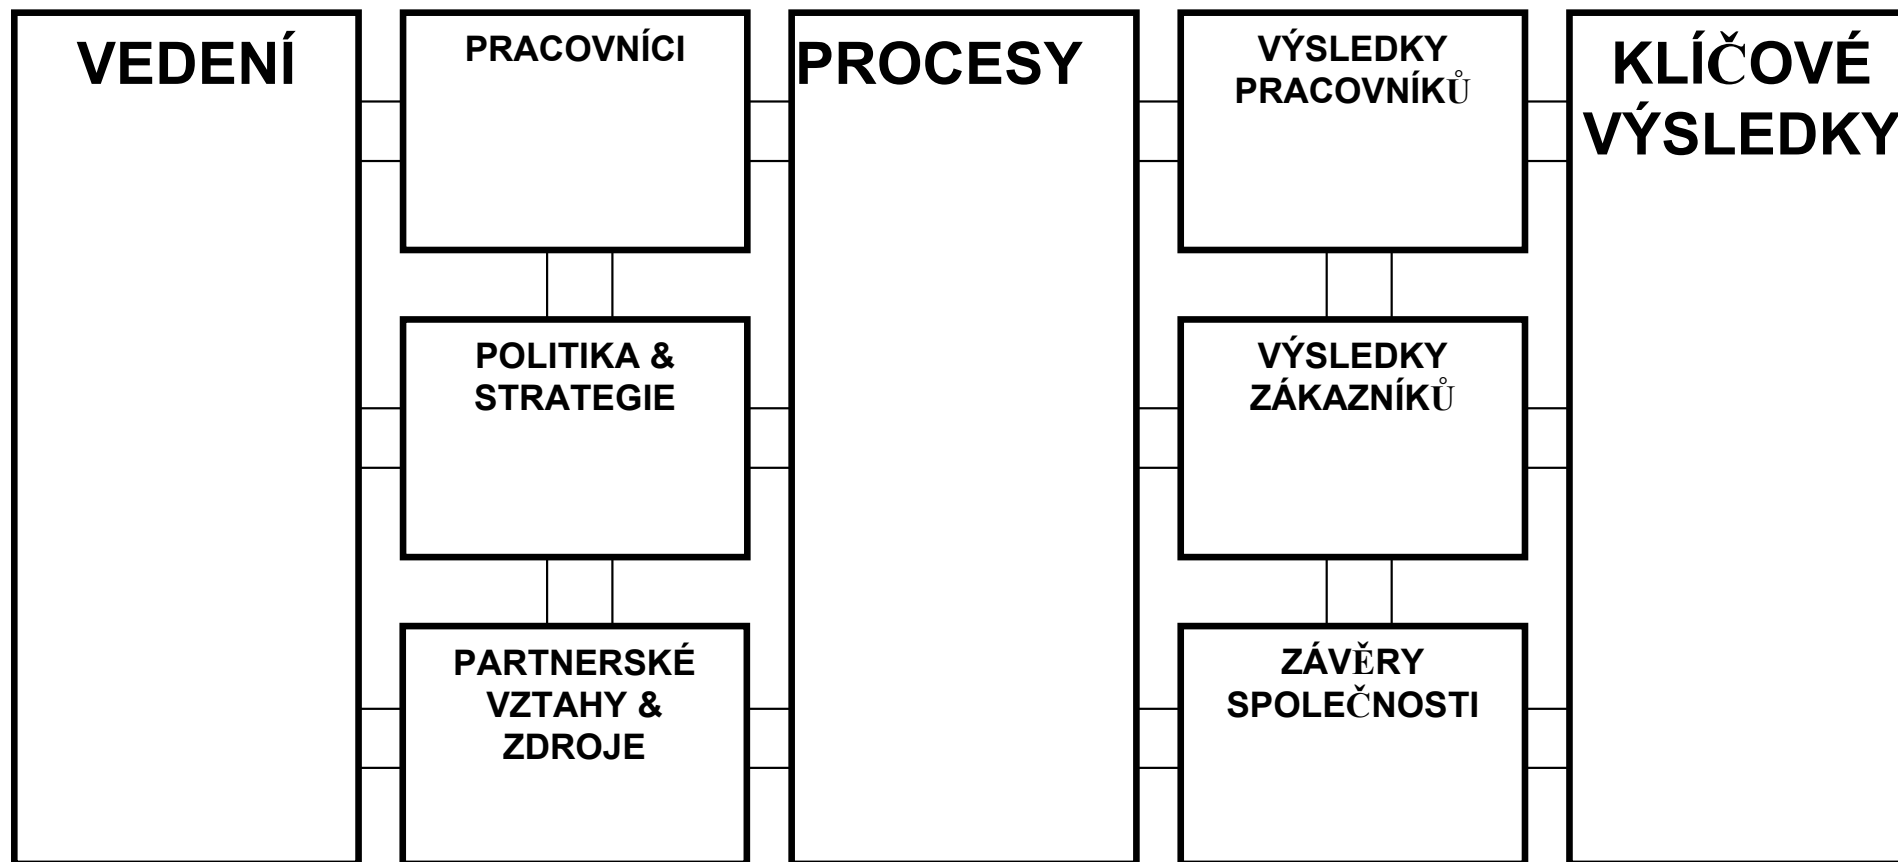 VEDENÍ
PRACOVNÍCI
POLITIKA &
STRATEGIE
PARTNERSKÉ
VZTAHY &
ZDROJE
PROCESY
VÝSLEDKY
PRACOVNÍKŮ
VÝSLEDKY
ZÁKAZNÍKŮ
ZÁVĚRY
SPOLEČNOSTI
KLÍČOVÉ
VÝSLEDKY